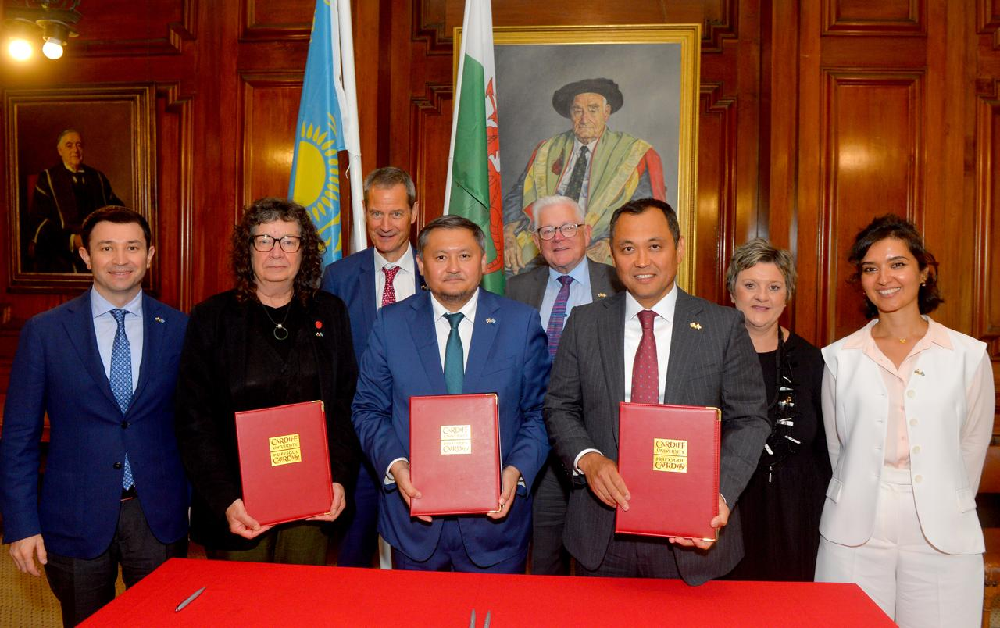 CARDIFF
UNIVERSITY
PRIFYSGOL
CAERDYDD
CARDIFF
UNIVERSITY
PRIFYSGOL
CAERDYDD
CARDIFF
UNIVERSITY
PRIFYSGOL
CAERDYDD